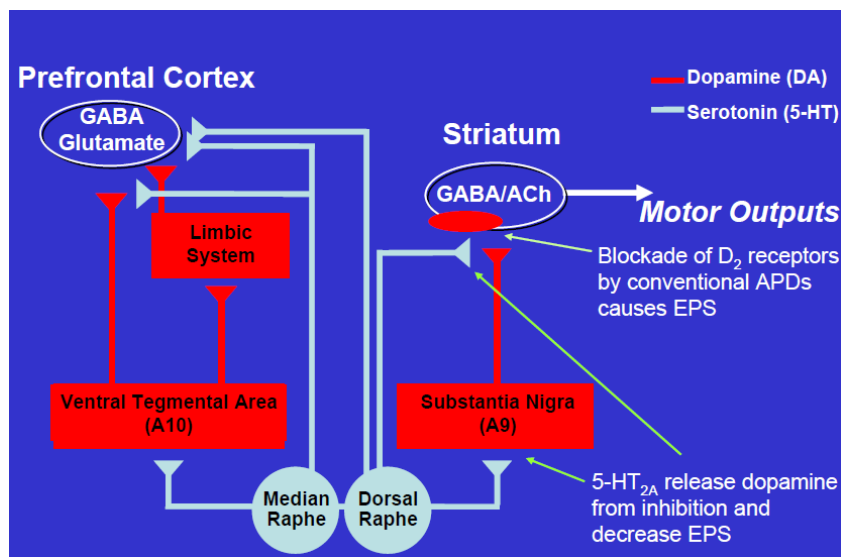 Prefrontal Cortex
GABA
Glutamate
Limbic
System
Ventral Tegmental Area
(A10)
Median
Raphe
Dorsal
Raphe
Dopamine (DA)
Serotonin (5-HT)
Striatum
GABA/ACh
Motor Outputs
Blockade of D2 receptors
by conventional APDs
causes EPS
Substantia Nigra
(A9)
5-HT2A release dopamine
from inhibition and
decrease EPS